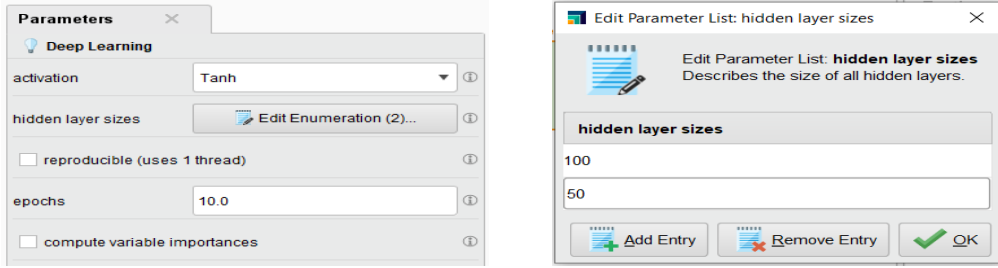 Parameters
Deep Learning
activation
Tanh
hidden layer sizes
Edit Enumeration (2)...
reproducible (uses 1 thread)
epochs
10.0
compute variable importances
Edit Parameter List: hidden layer sizes
Edit Parameter List: hidden layer sizes
Describes the size of all hidden layers.
hidden layer sizes
100
50
Add Entry
Remove Entry
OK